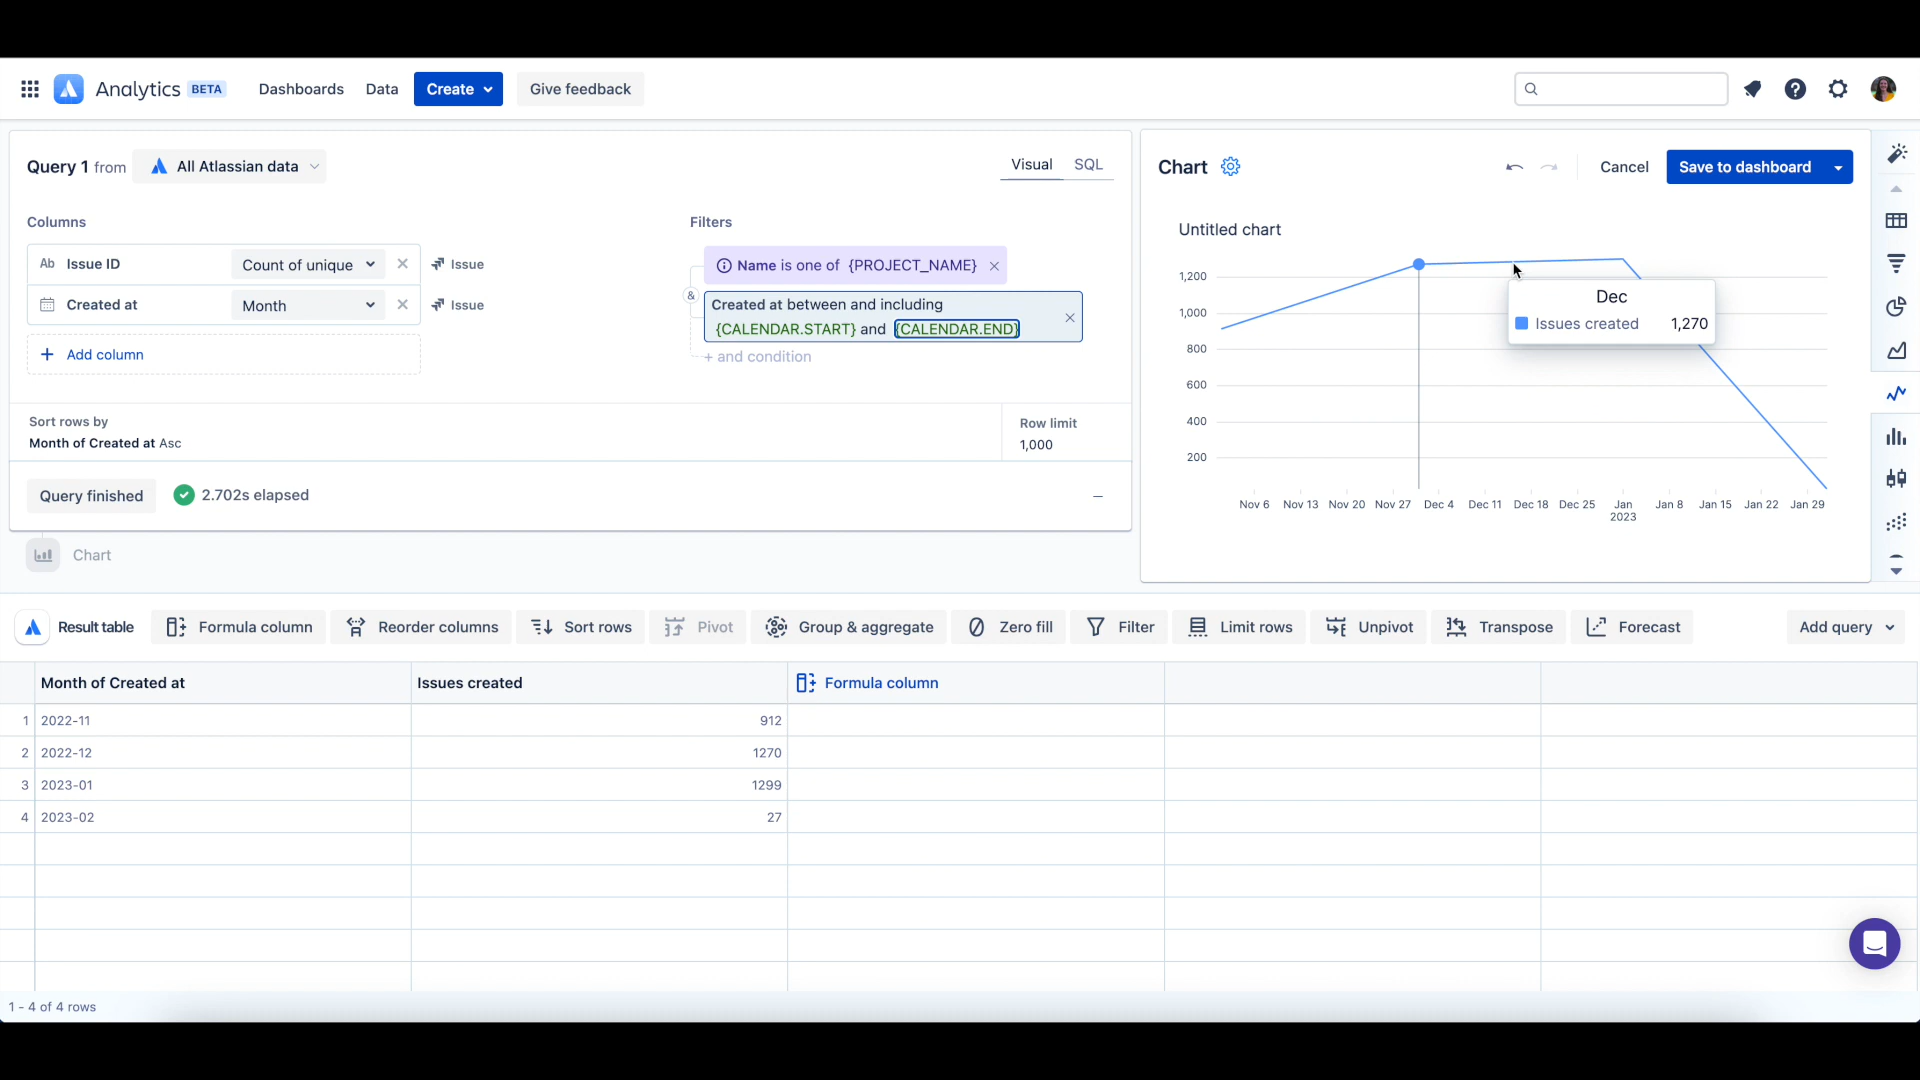 Analytics BETA Dashboards Data Create Give feedback
Query 1 from All Atlassian data Visual SQL
Columns Filters
Ab Issue ID Count of unique Issue
Created at Month Issue
+ Add column
Name is one of {PROJECT_NAME}
&
Created at between and including
{CALENDAR.START} and {CALENDAR.END}
+ and condition
Sort rows by
Month of Created at Asc
Row limit
1,000
Query finished 2.702s elapsed
Chart
Chart Cancel Save to dashboard
Untitled chart
1,200
1,000
800
600
400
200
Dec
Issues created 1,270
Nov 6 Nov 13 Nov 20 Nov 27 Dec 4 Dec 11 Dec 18 Dec 25 Jan 2023 Jan 8 Jan 15 Jan 22 Jan 29
Result table Formula column Reorder columns Sort rows Pivot Group & aggregate Zero fill Filter Limit rows Unpivot Transpose Forecast Add query
Month of Created at Issues created Formula column
1 2022-11 912
2 2022-12 1270
3 2023-01 1299
4 2023-02 27
1 - 4 of 4 rows